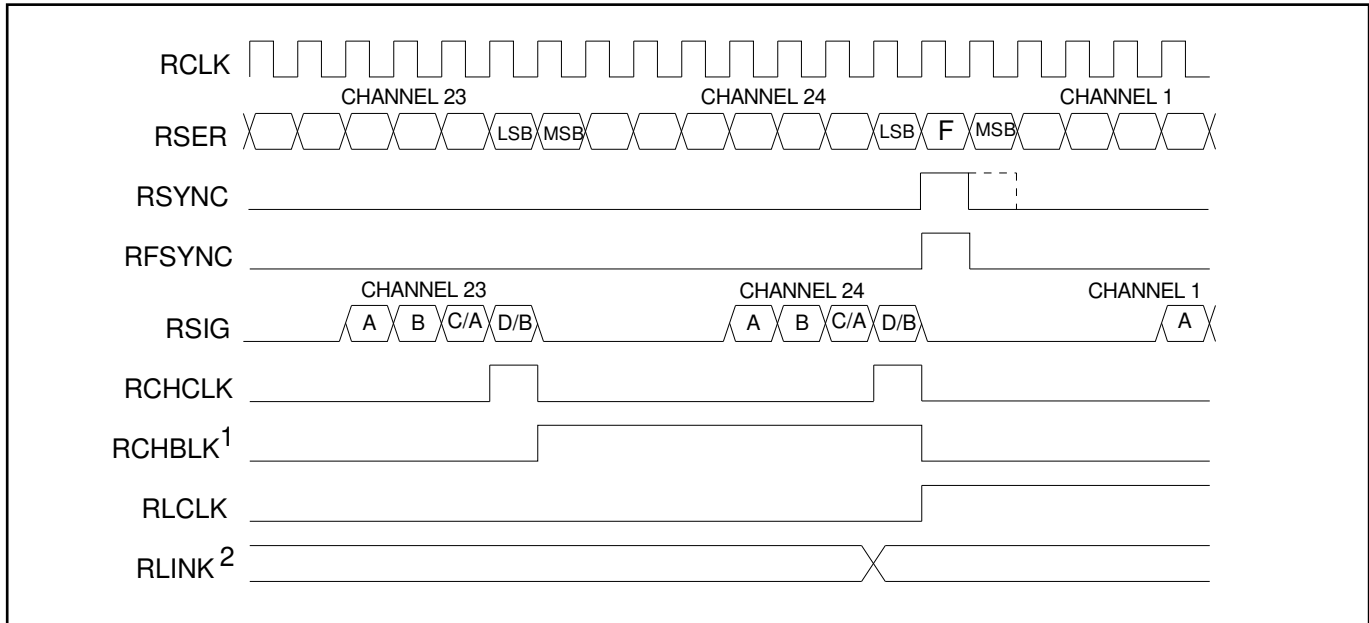 RCLK
CHANNEL 23 CHANNEL 24 CHANNEL 1
RSER LSB MSB LSB F MSB
RSYNC
RFSYNC
CHANNEL 23 CHANNEL 24 CHANNEL 1
RSIG A B C/A D/B A B C/A D/B A
RCHCLK
RCHBLK1
RLCLK
RLINK2